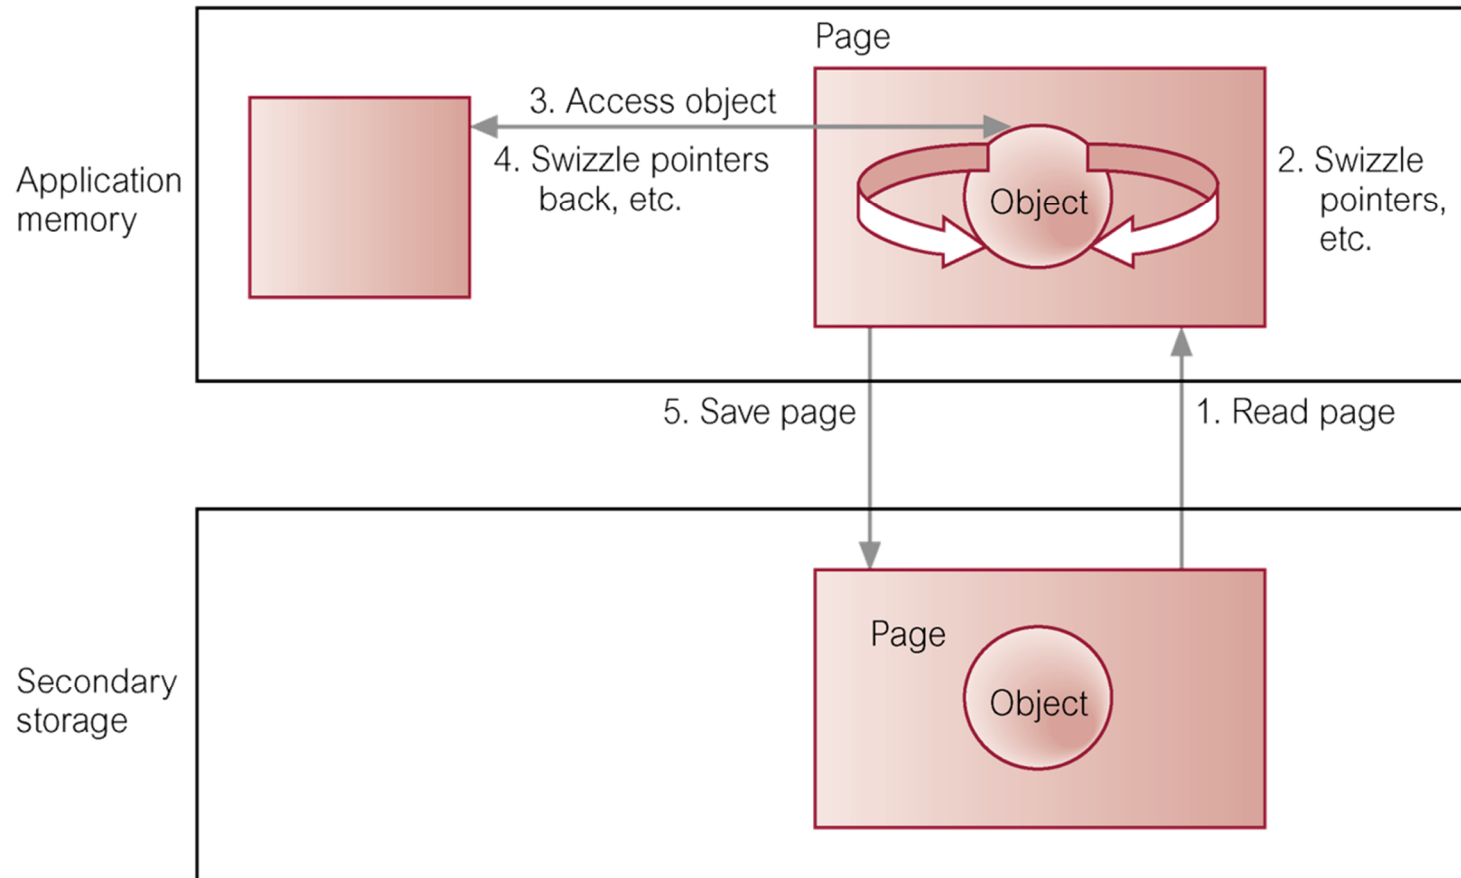 Page
3. Access object
4. Swizzle pointers
back, etc.
Object
2. Swizzle
pointers,
etc.
Application
memory
5. Save page
1. Read page
Page
Object
Secondary
storage